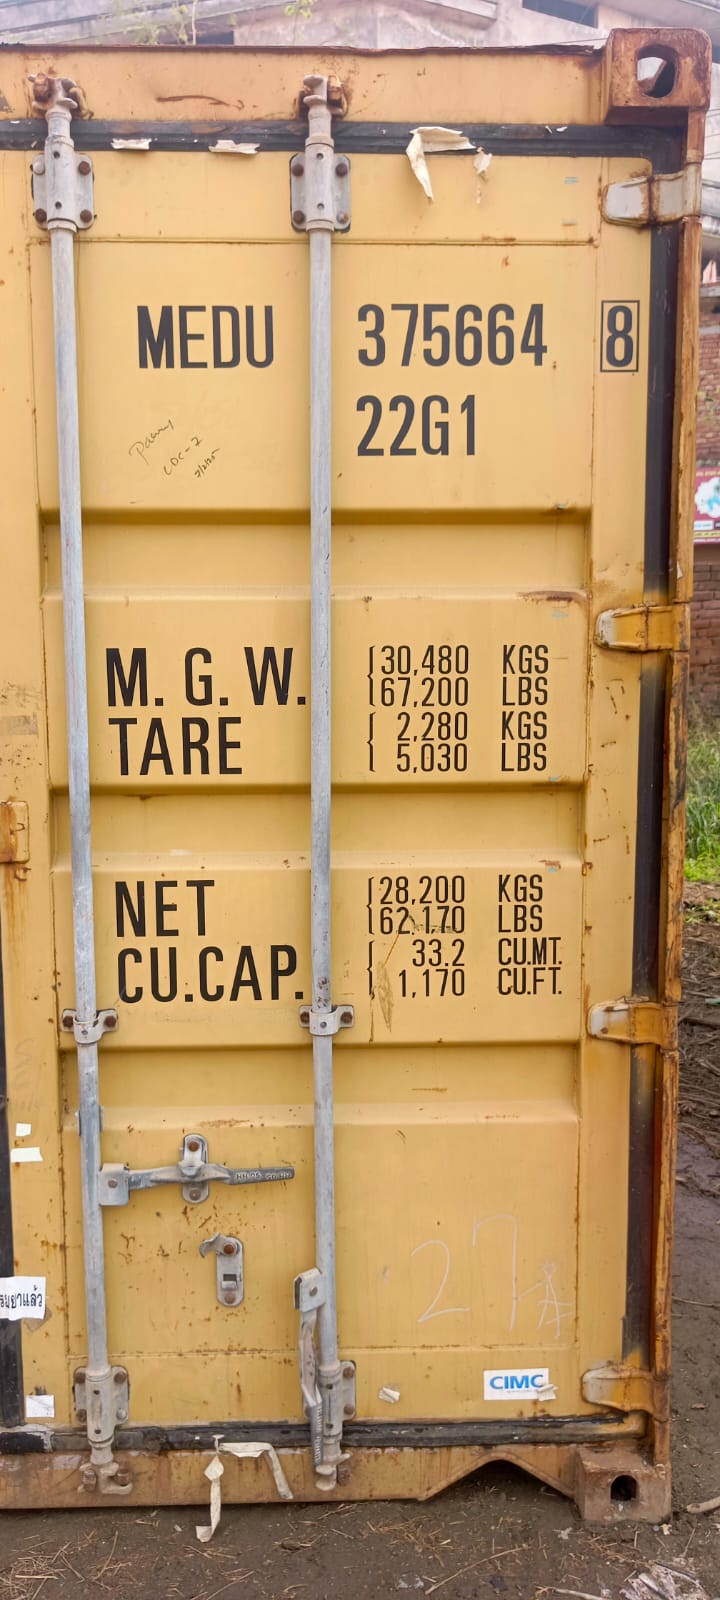 MEDU 375664 8
22G1
M. G. W. 30,480 KGS
67,200 LBS
TARE 2,280 KGS
5,030 LBS
NET 28,200 KGS
62,170 LBS
CU.CAP. 33.2 CU.MT.
1,170 CU.FT.
27
CIMC